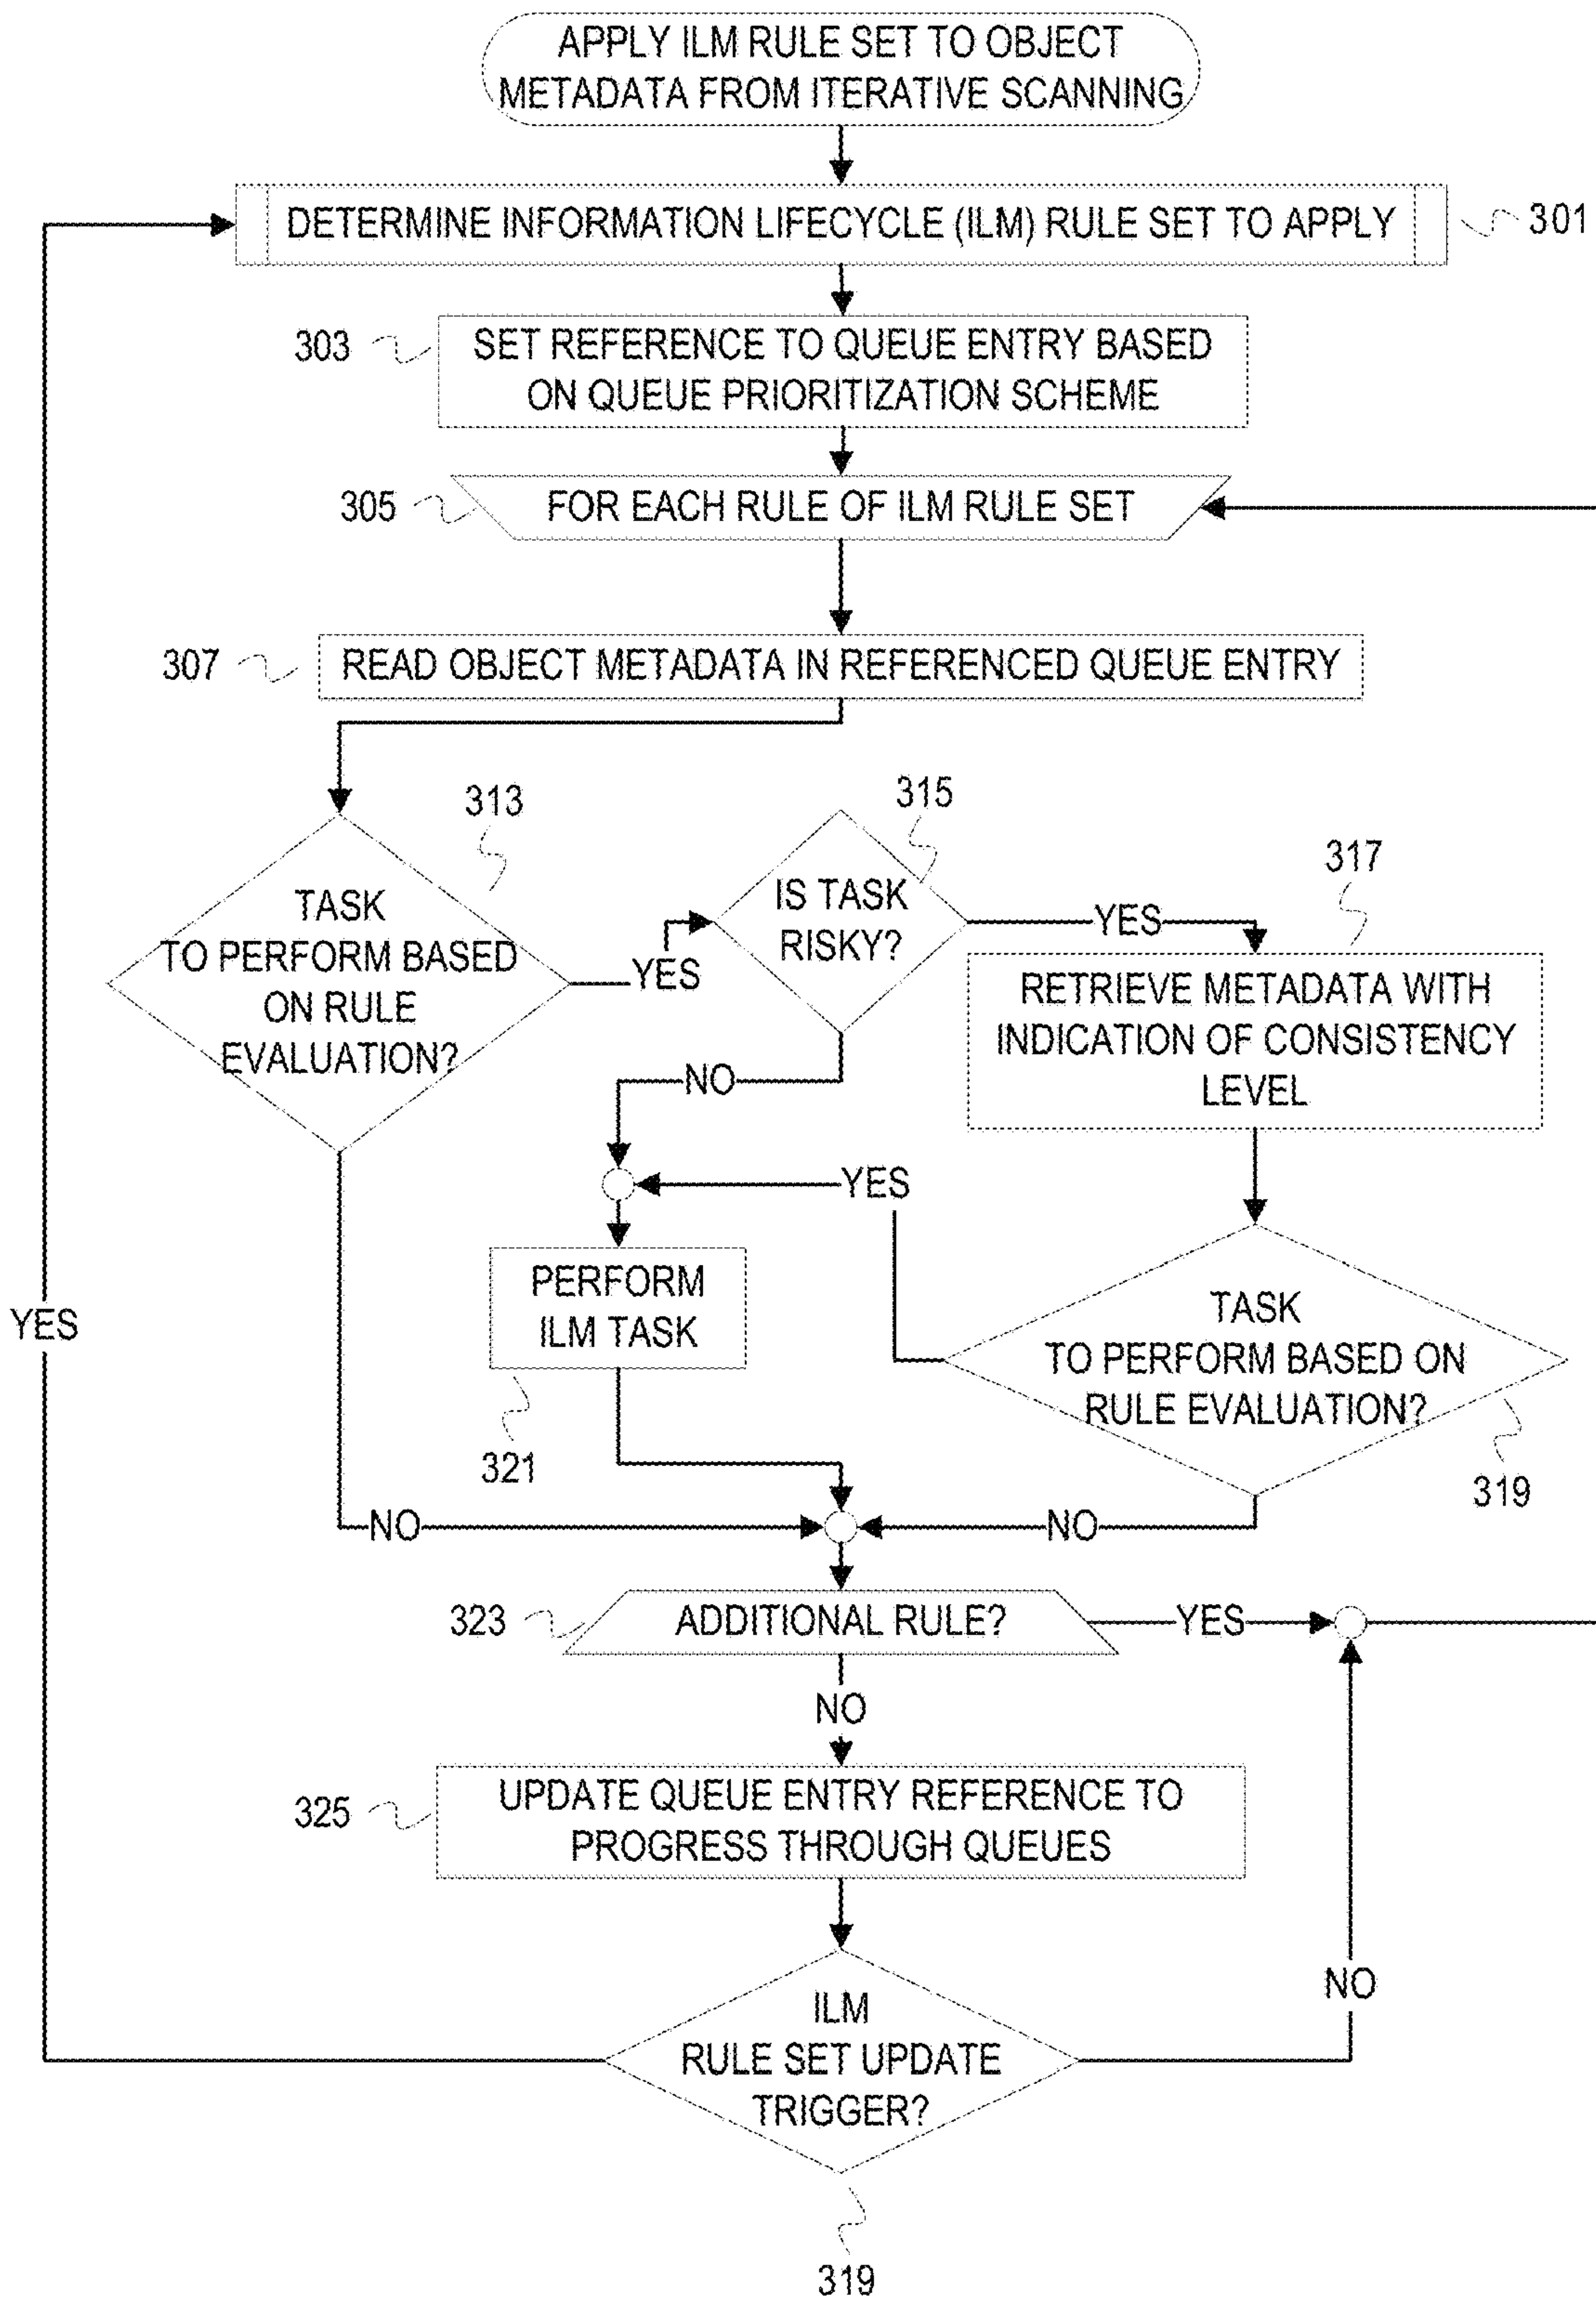 APPLY ILM RULE SET TO OBJECT
METADATA FROM ITERATIVE SCANNING
DETERMINE INFORMATION LIFECYCLE (ILM) RULE SET TO APPLY
301
303
SET REFERENCE TO QUEUE ENTRY BASED
ON QUEUE PRIORITIZATION SCHEME
305
FOR EACH RULE OF ILM RULE SET
307
READ OBJECT METADATA IN REFERENCED QUEUE ENTRY
313
TASK
TO PERFORM BASED
ON RULE
EVALUATION?
YES
315
IS TASK
RISKY?
YES
317
RETRIEVE METADATA WITH
INDICATION OF CONSISTENCY
LEVEL
NO
YES
PERFORM
ILM TASK
321
TASK
TO PERFORM BASED ON
RULE EVALUATION?
319
YES
NO
NO
323
ADDITIONAL RULE?
YES
NO
325
UPDATE QUEUE ENTRY REFERENCE TO
PROGRESS THROUGH QUEUES
NO
ILM
RULE SET UPDATE
TRIGGER?
319